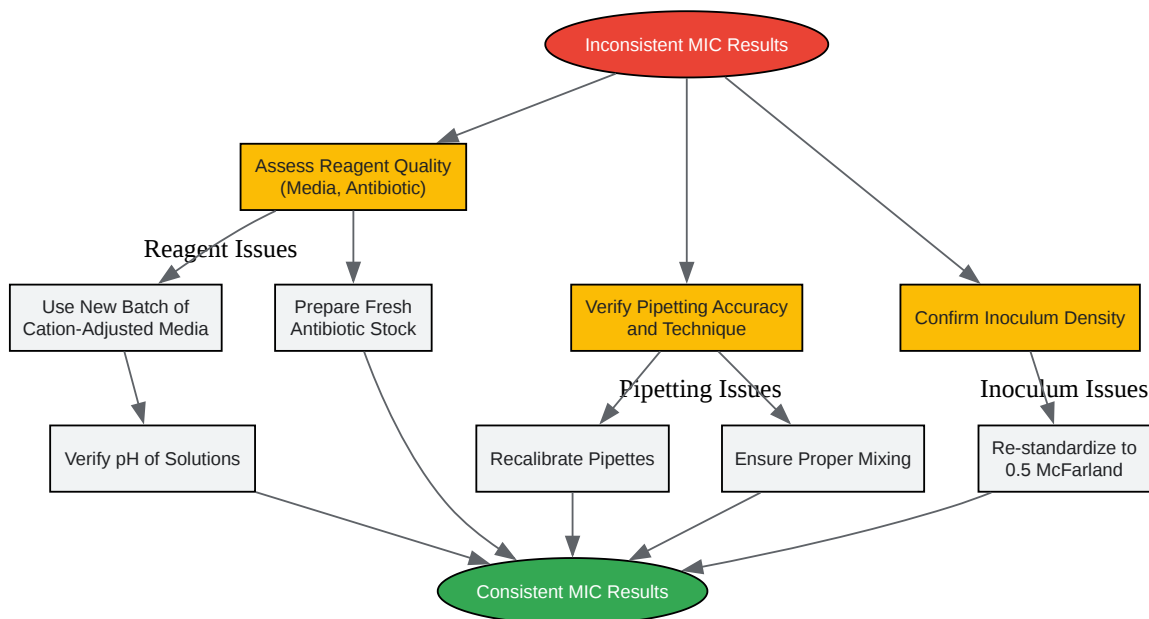 Inconsistent MIC Results
Assess Reagent Quality
(Media, Antibiotic)
Reagent Issues
Use New Batch of
Cation-Adjusted Media
Prepare Fresh
Antibiotic Stock
Verify Pipetting Accuracy
and Technique
Confirm Inoculum Density
Pipetting Issues
Inoculum Issues
Verify pH of Solutions
Recalibrate Pipettes
Ensure Proper Mixing
Re-standardize to
0.5 McFarland
Consistent MIC Results